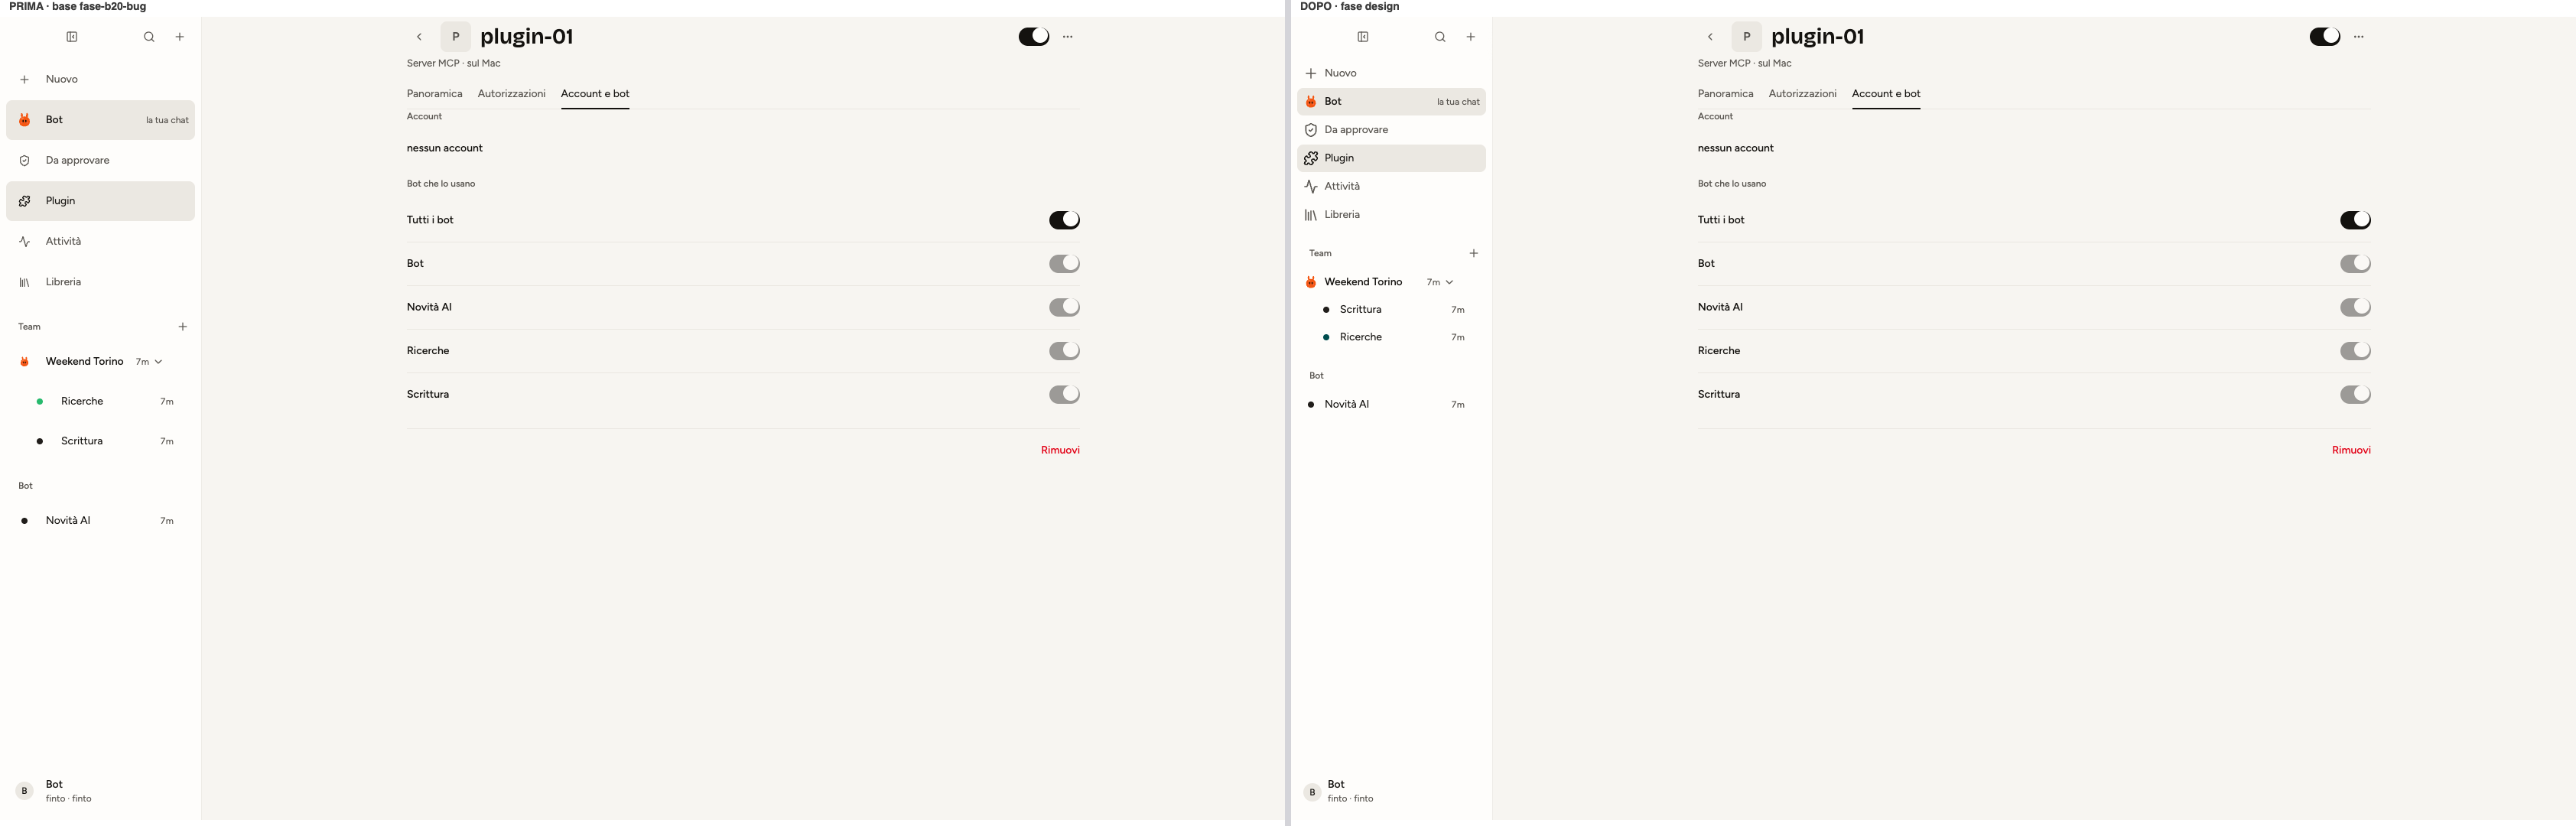 PRIMA · base fase-b20-bug
Nuovo
Bot la tua chat
Da approvare
Plugin
Attività
Libreria
Team
Weekend Torino 7m
Ricerche 7m
Scrittura 7m
Bot
Novità AI 7m
B
Bot
finto · finto
P plugin-01
Server MCP · sul Mac
Panoramica Autorizzazioni Account e bot
Account
nessun account
Bot che lo usano
Tutti i bot
Bot
Novità AI
Ricerche
Scrittura
Rimuovi
DOPO · fase design
Nuovo
Bot la tua chat
Da approvare
Plugin
Attività
Libreria
Team
Weekend Torino 7m
Scrittura 7m
Ricerche 7m
Bot
Novità AI 7m
B
Bot
finto · finto
P plugin-01
Server MCP · sul Mac
Panoramica Autorizzazioni Account e bot
Account
nessun account
Bot che lo usano
Tutti i bot
Bot
Novità AI
Ricerche
Scrittura
Rimuovi